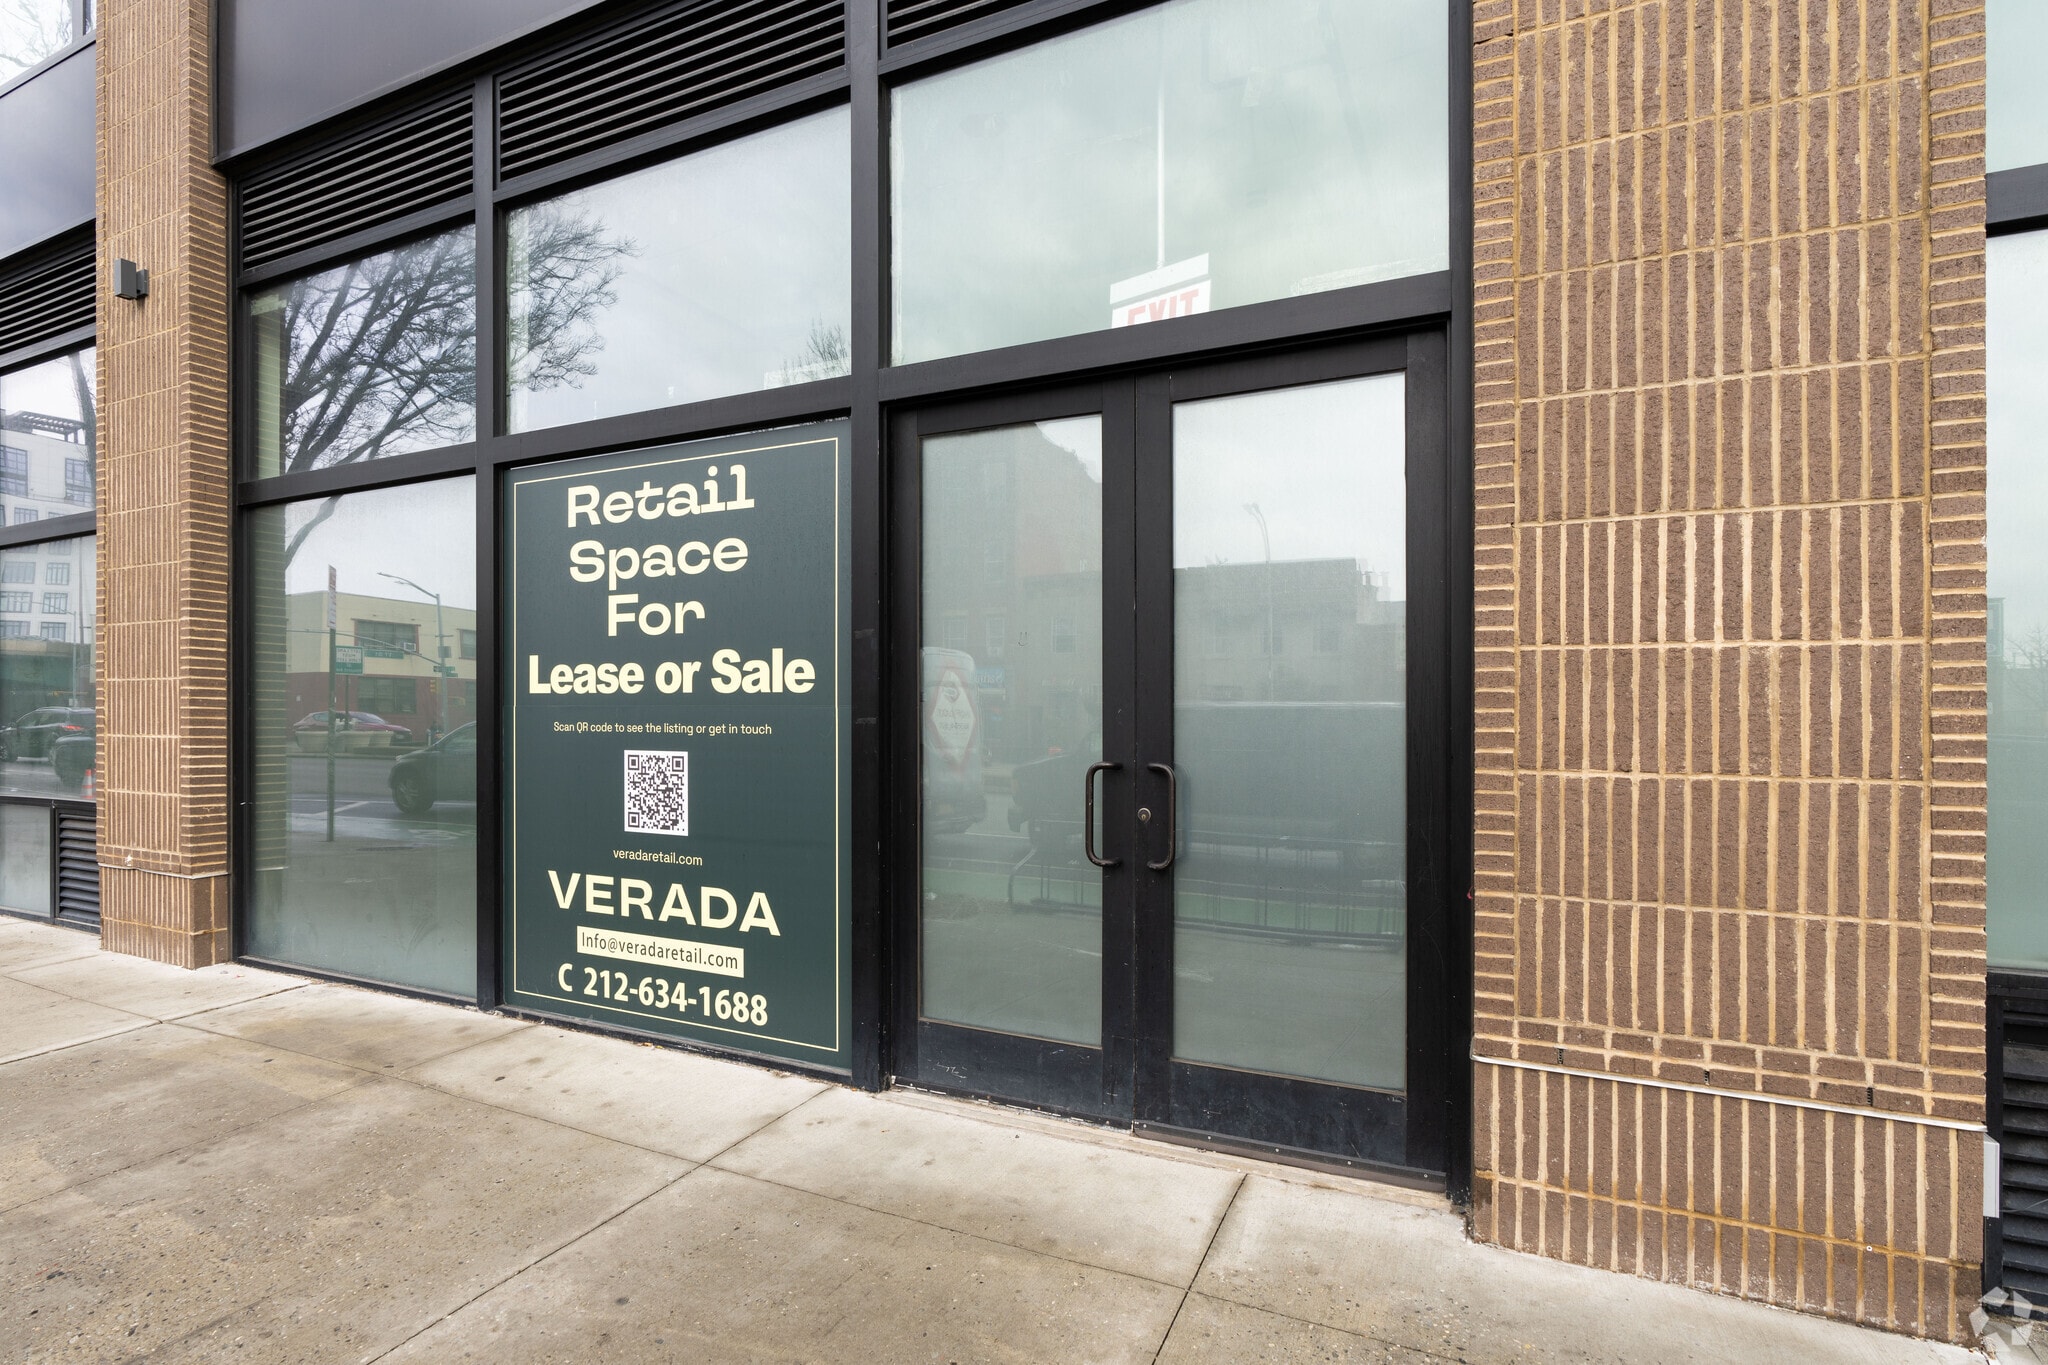 EXIT
Retail
Space
For
Lease or Sale
Scan QR code to see the listing or get in touch
veradaretail.com
VERADA
Info@veradaretail.com
C 212-634-1688